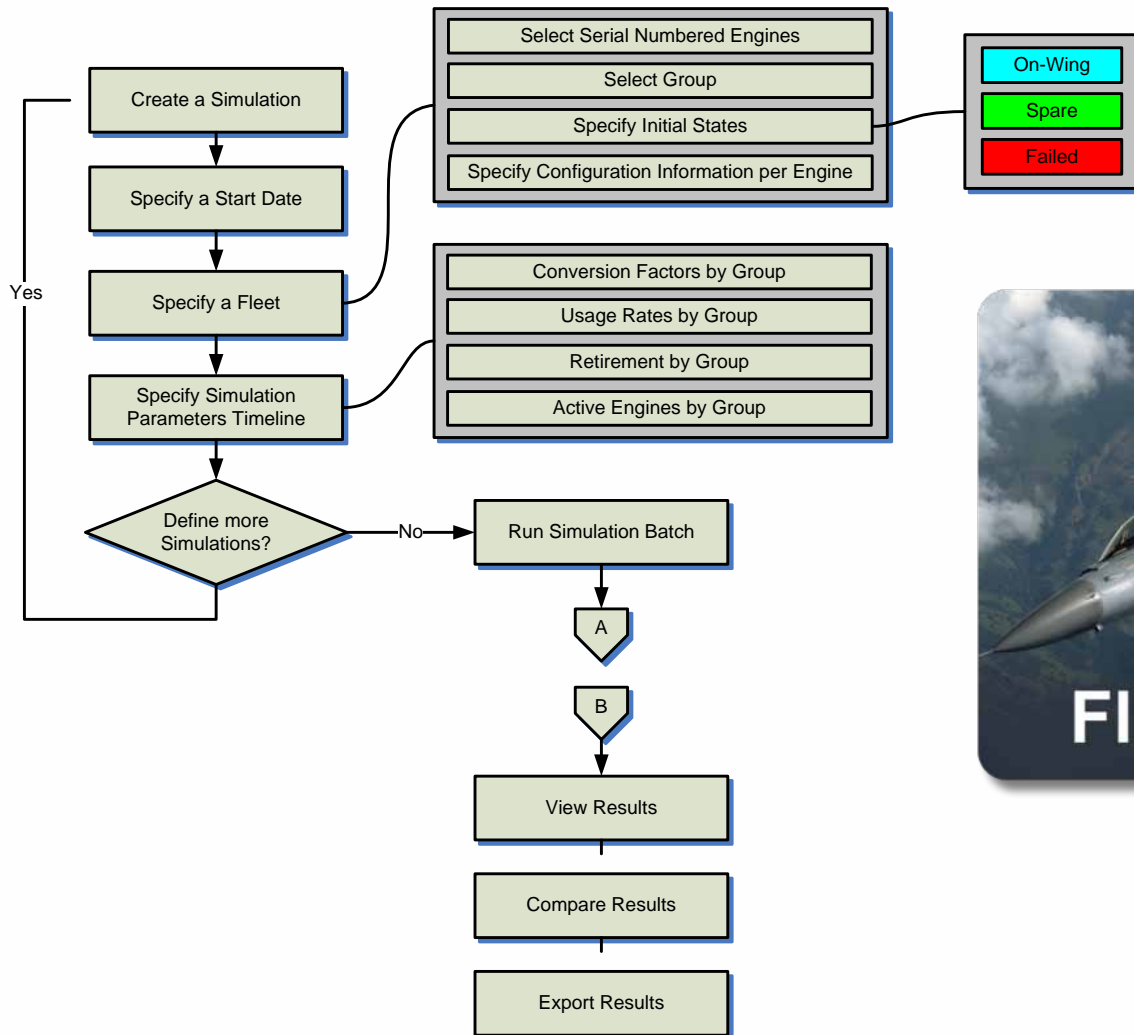 Create a Simulation
Specify a Start Date
Specify a Fleet
Specify Simulation
Parameters Timeline
Define more
Simulations?
Yes
No
Select Serial Numbered Engines
Select Group
Specify Initial States
Specify Configuration Information per Engine
On-Wing
Spare
Failed
Conversion Factors by Group
Usage Rates by Group
Retirement by Group
Active Engines by Group
Run Simulation Batch
A
B
View Results
Compare Results
Export Results
FI